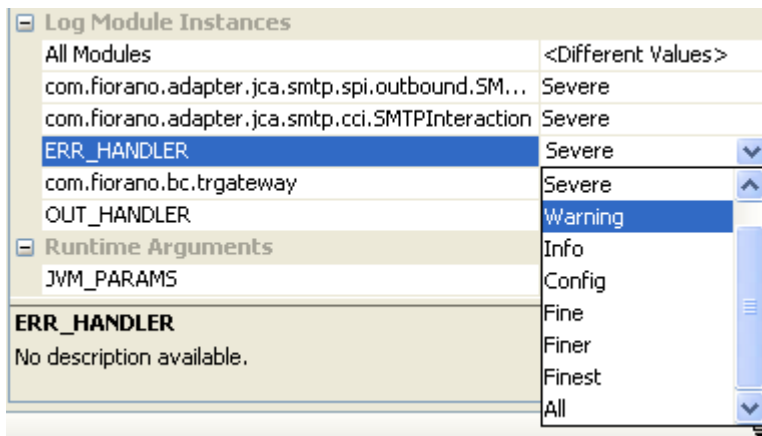 Log Module Instances
All Modules <Different Values>
com.fiorano.adapter.jca.smtp.spi.outbound.SM... Severe
com.fiorano.adapter.jca.smtp.cci.SMTPInteraction Severe
ERR_HANDLER Severe
com.fiorano.bc.trgateway Severe
OUT_HANDLER Warning
Runtime Arguments Info
JVM_PARAMS Config
Fine
ERR_HANDLER Finer
No description available. Finest
All